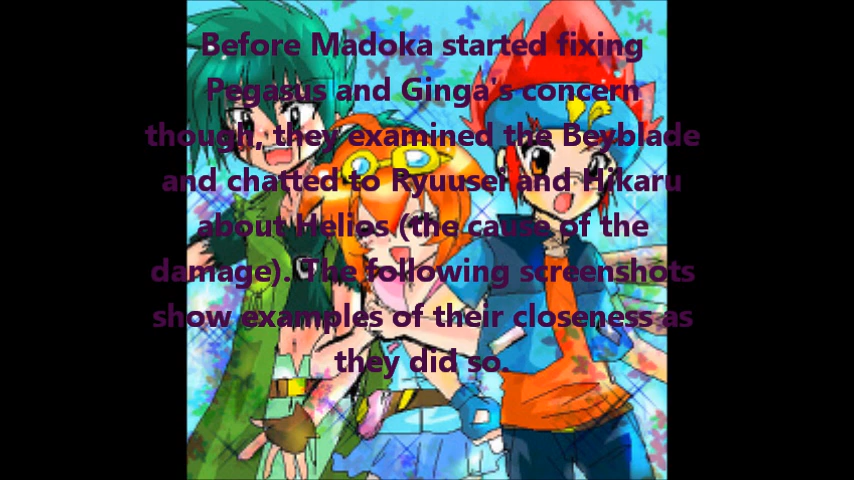 Before Madoka started fixing
Pegasus and Ginga's concern
though, they examined the Beyblade
and chatted to Ryuusei and Hikaru
about Helios (the cause of the
damage). The following screenshots
show examples of their closeness as
they did so.